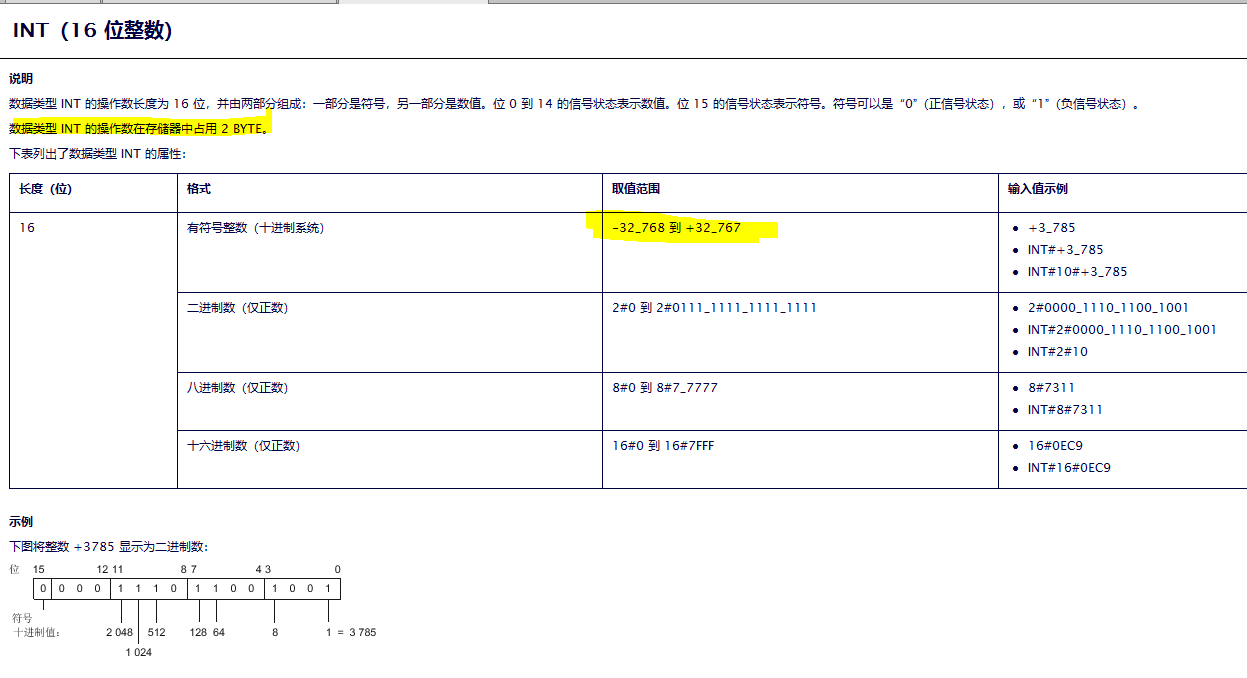 INT（16 位整数）
说明
数据类型 INT 的操作数长度为 16 位，并由两部分组成：一部分是符号，另一部分是数值。位 0 到 14 的信号状态表示数值。位 15 的信号状态表示符号。符号可以是“0”（正信号状态），或“1”（负信号状态）。
数据类型 INT 的操作数在存储器中占用 2 BYTE。
下表列出了数据类型 INT 的属性：
长度（位） 格式 取值范围 输入值示例
16 有符号整数（十进制系统） -32_768 到 +32_767 • +3_785
• INT#+3_785
• INT#10#+3_785
二进制数（仅正数） 2#0 到 2#0111_1111_1111_1111 • 2#0000_1110_1100_1001
• INT#2#0000_1110_1100_1001
• INT#2#10
八进制数（仅正数） 8#0 到 8#7_7777 • 8#7311
• INT#8#7311
十六进制数（仅正数） 16#0 到 16#7FFF • 16#0EC9
• INT#16#0EC9
示例
下图将整数 +3785 显示为二进制数：
位 15 12 11 8 7 4 3 0
0 0 0 0 1 1 1 0 1 1 0 0 1 0 0 1
符号
十进制值： 2 048 512 128 64 8 1 = 3 785
1 024